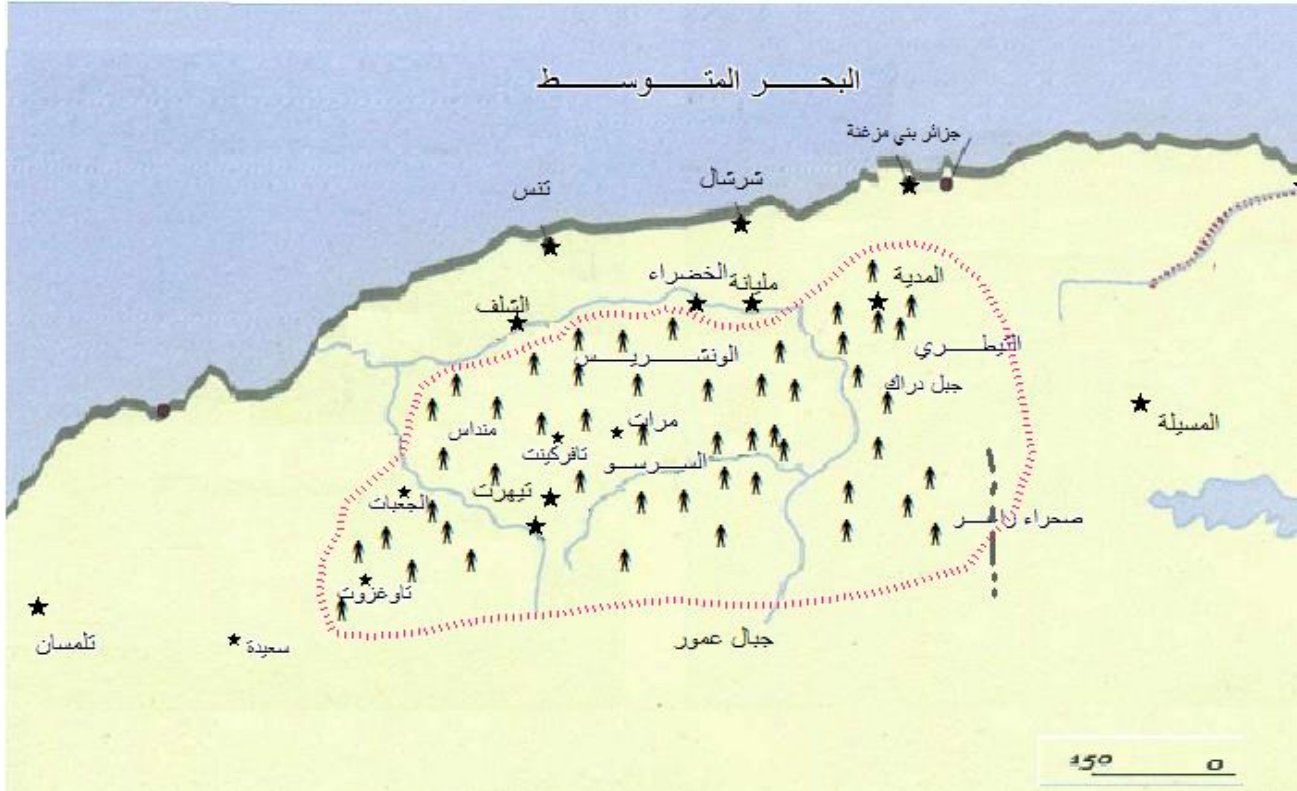 البحر المتوسط
جزائر بني مزغنة
شرشال
تنس
الخضراء
مليانة
المدية
الشلف
التيطري
الونشريس
جبل دراك
المسيلة
منداس
مرات
تافركينت
السرسو
تيهرت
الجعبات
صحراء زاغر
تاوغزوت
تلمسان
سعيدة
جبال عمور
150 0